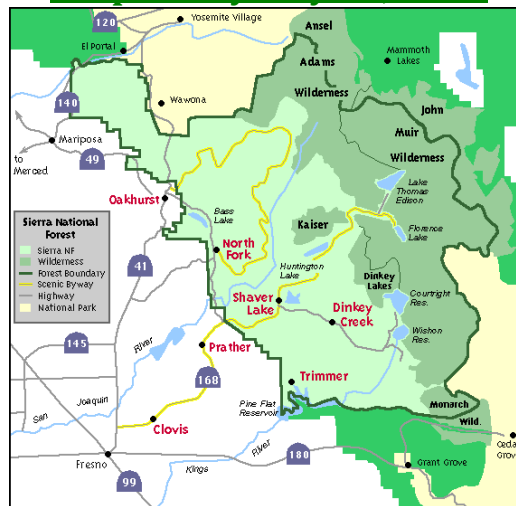 120
Yosemite Village
Ansel
Adams
Wilderness
Mammoth
Lakes
El Portal
140
Wawona
John
Muir
Wilderness
Mariposa
to
Merced
49
Oakhurst
Bass
Lake
Lake
Thomas
Edison
Florence
Lake
Kaiser
North
Fork
Huntington
Lake
Dinkey
Lakes
Sierra National
Forest
Sierra NF
Wilderness
Forest Boundary
Scenic Byway
Highway
National Park
41
Shaver
Lake
Dinkey
Creek
Courtright
Res.
Wishon
Res.
145
River
Prather
168
Trimmer
Pine Flat
Reservoir
San
Joaquin
Clovis
Monarch
Wild.
Fresno
Kings
River
180
Grant Grove
Ceda
Grov
99